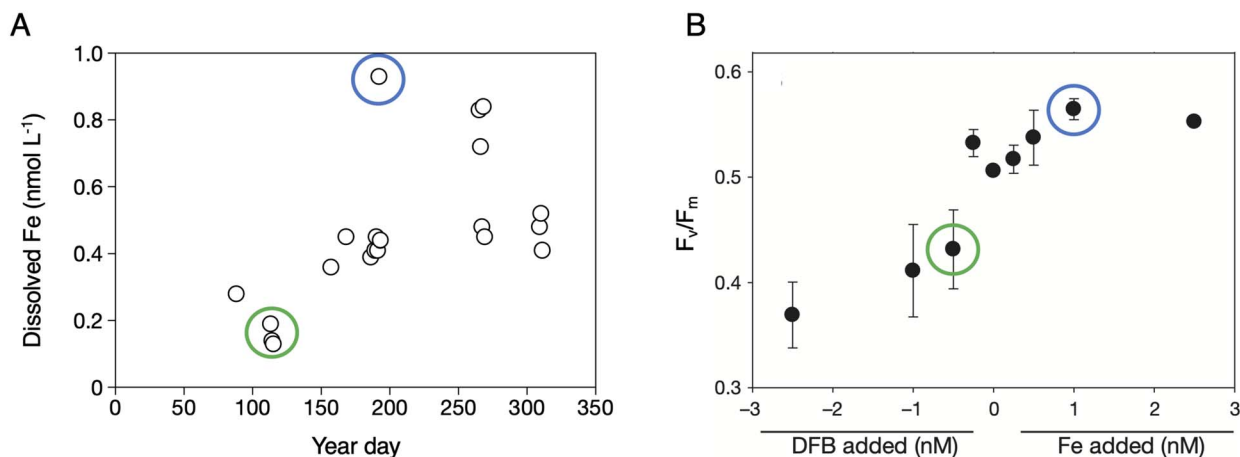 A
Dissolved Fe (nmol L-1)
1.0
0.8
0.6
0.4
0.2
0
0 50 100 150 200 250 300 350
Year day
B
Fv/Fm
0.6
0.5
0.4
0.3
–3 –2 –1 0 1 2 3
DFB added (nM) Fe added (nM)